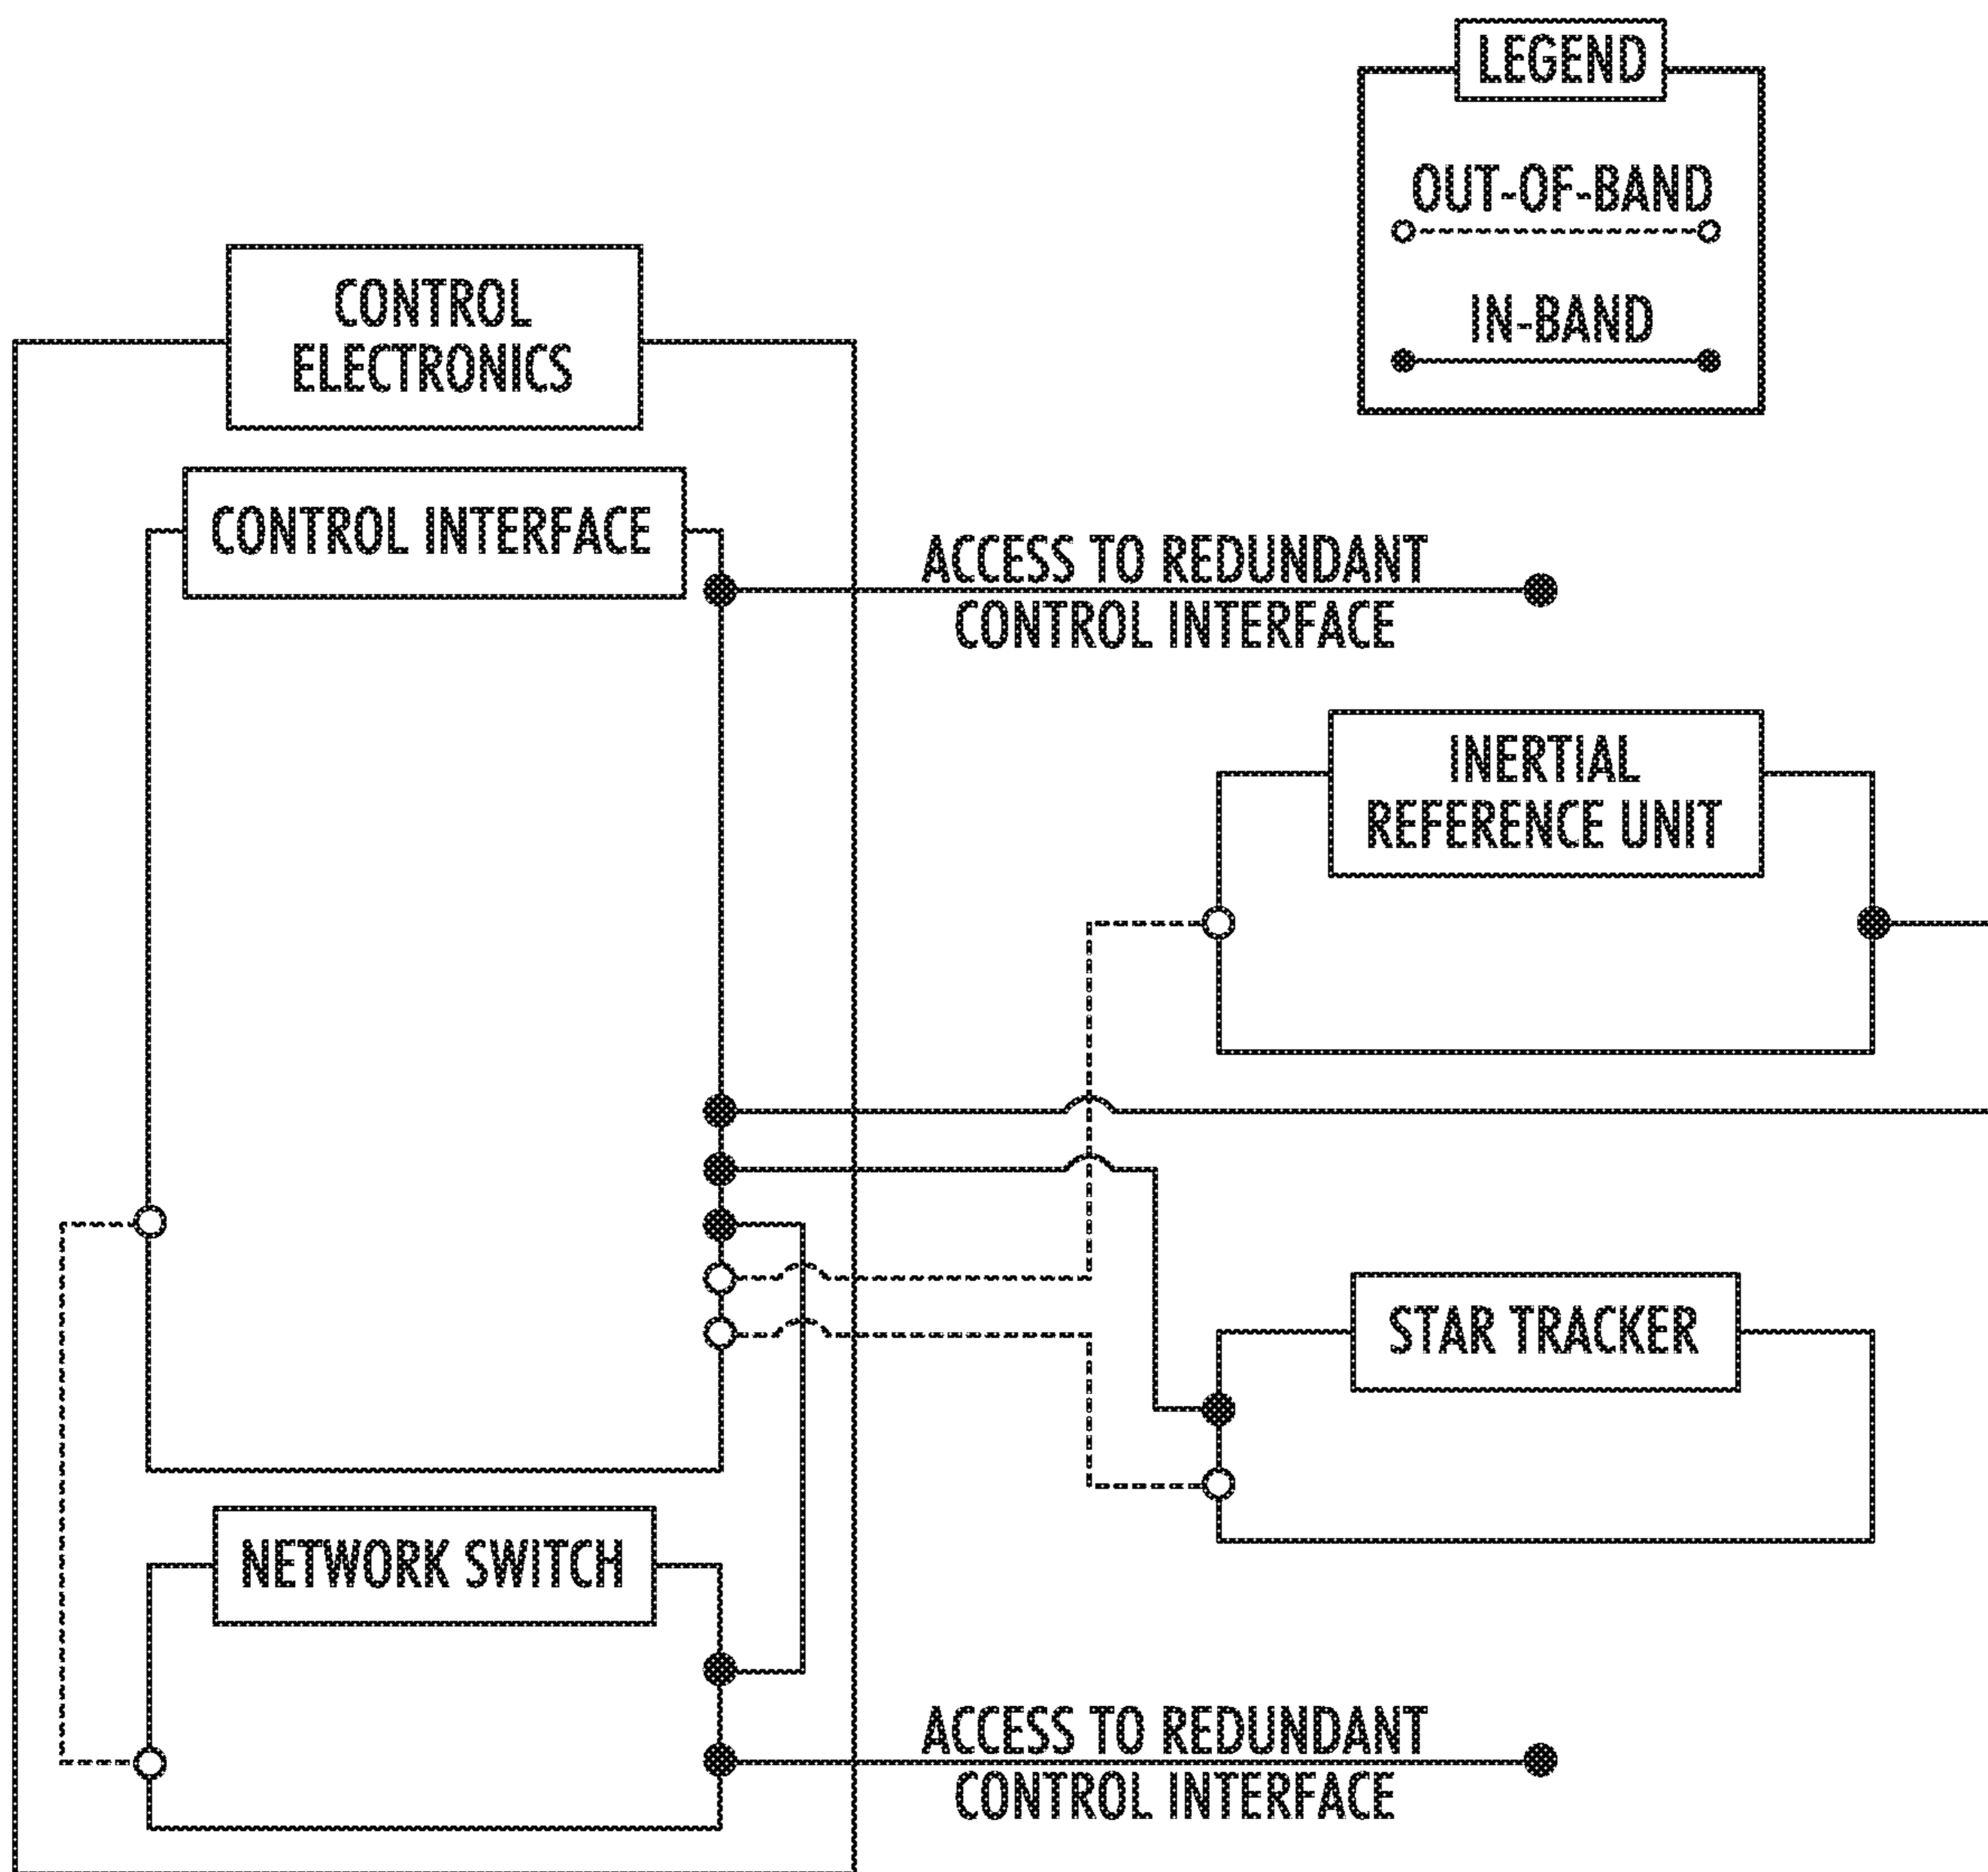 LEGEND
OUT-OF-BAND
IN-BAND
CONTROL
ELECTRONICS
CONTROL INTERFACE
ACCESS TO REDUNDANT
CONTROL INTERFACE
INERTIAL
REFERENCE UNIT
STAR TRACKER
NETWORK SWITCH
ACCESS TO REDUNDANT
CONTROL INTERFACE